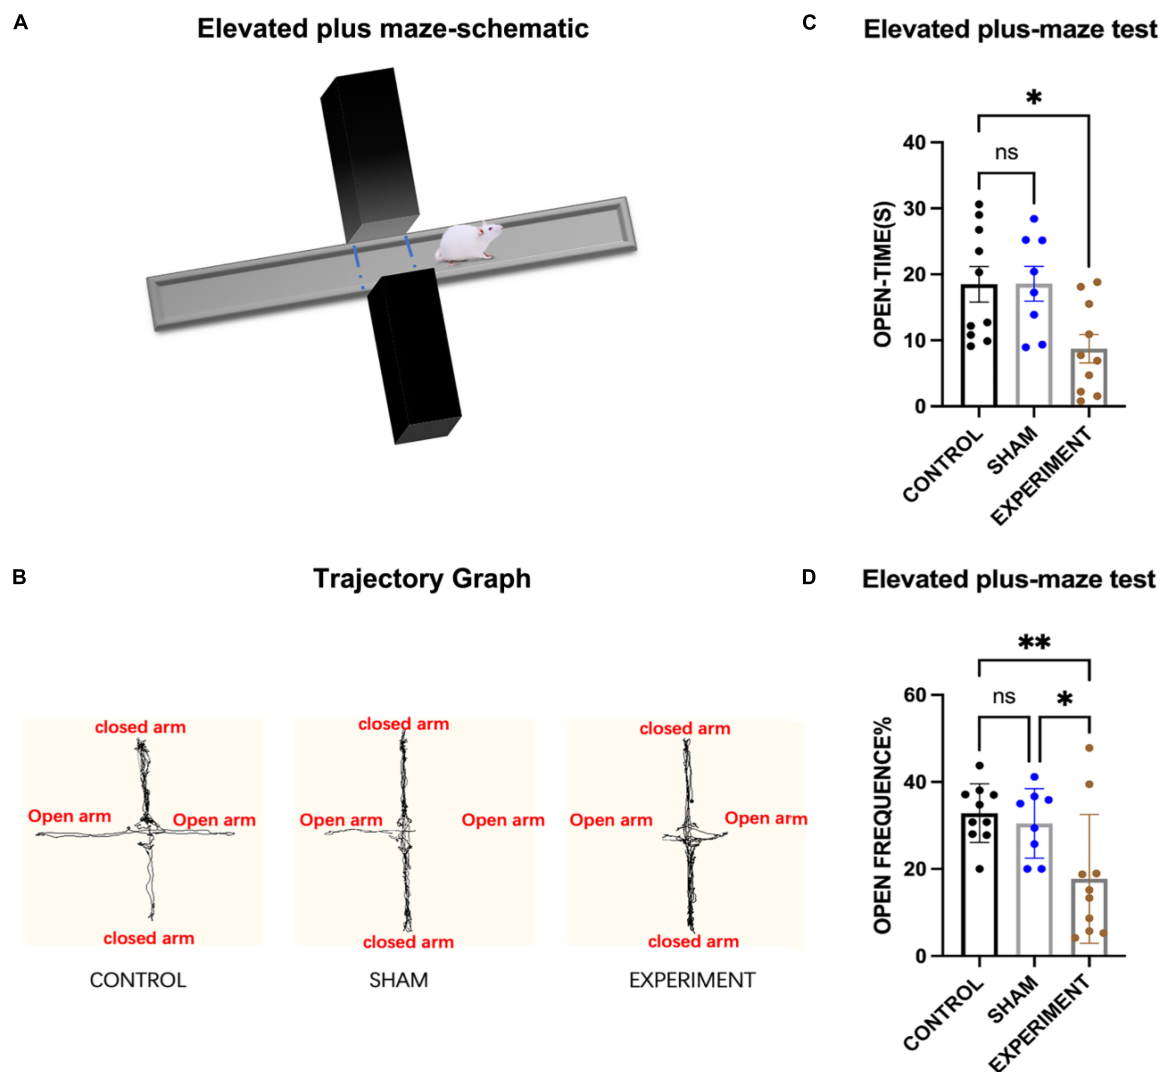 A
Elevated plus maze-schematic
B
Trajectory Graph
closed arm
Open arm
Open arm
closed arm
CONTROL
closed arm
Open arm
Open arm
closed arm
SHAM
closed arm
Open arm
Open arm
closed arm
EXPERIMENT
C
Elevated plus-maze test
*
ns
40
30
20
10
0
OPEN-TIME(S)
CONTROL
SHAM
EXPERIMENT
D
Elevated plus-maze test
**
ns
*
60
40
20
0
OPEN FREQUENCE%
CONTROL
SHAM
EXPERIMENT